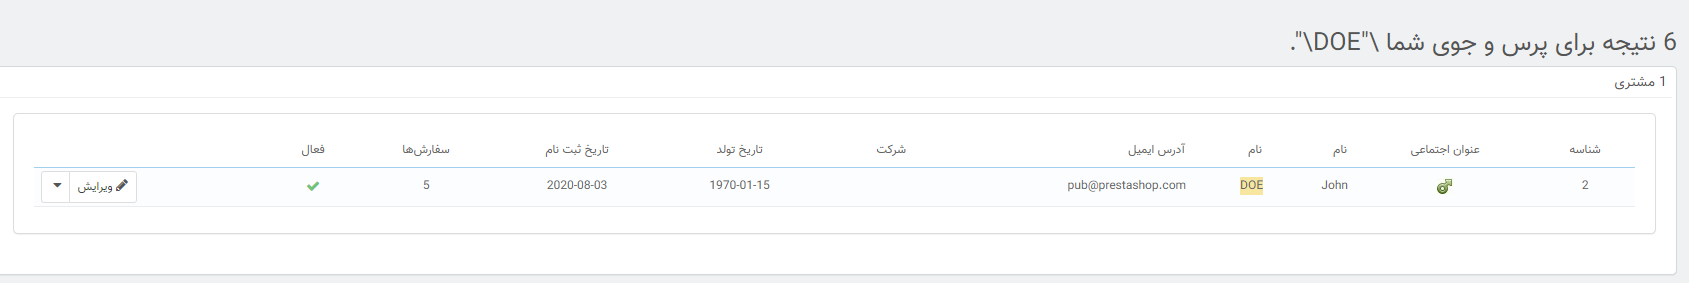 6 نتیجه برای پرس و جوی شما \"DOE\".
1 مشتری
شناسه عنوان اجتماعی نام نام آدرس ایمیل شرکت تاریخ تولد تاریخ ثبت نام سفارش‌ها فعال
2 John DOE pub@prestashop.com 1970-01-15 2020-08-03 5 ویرایش